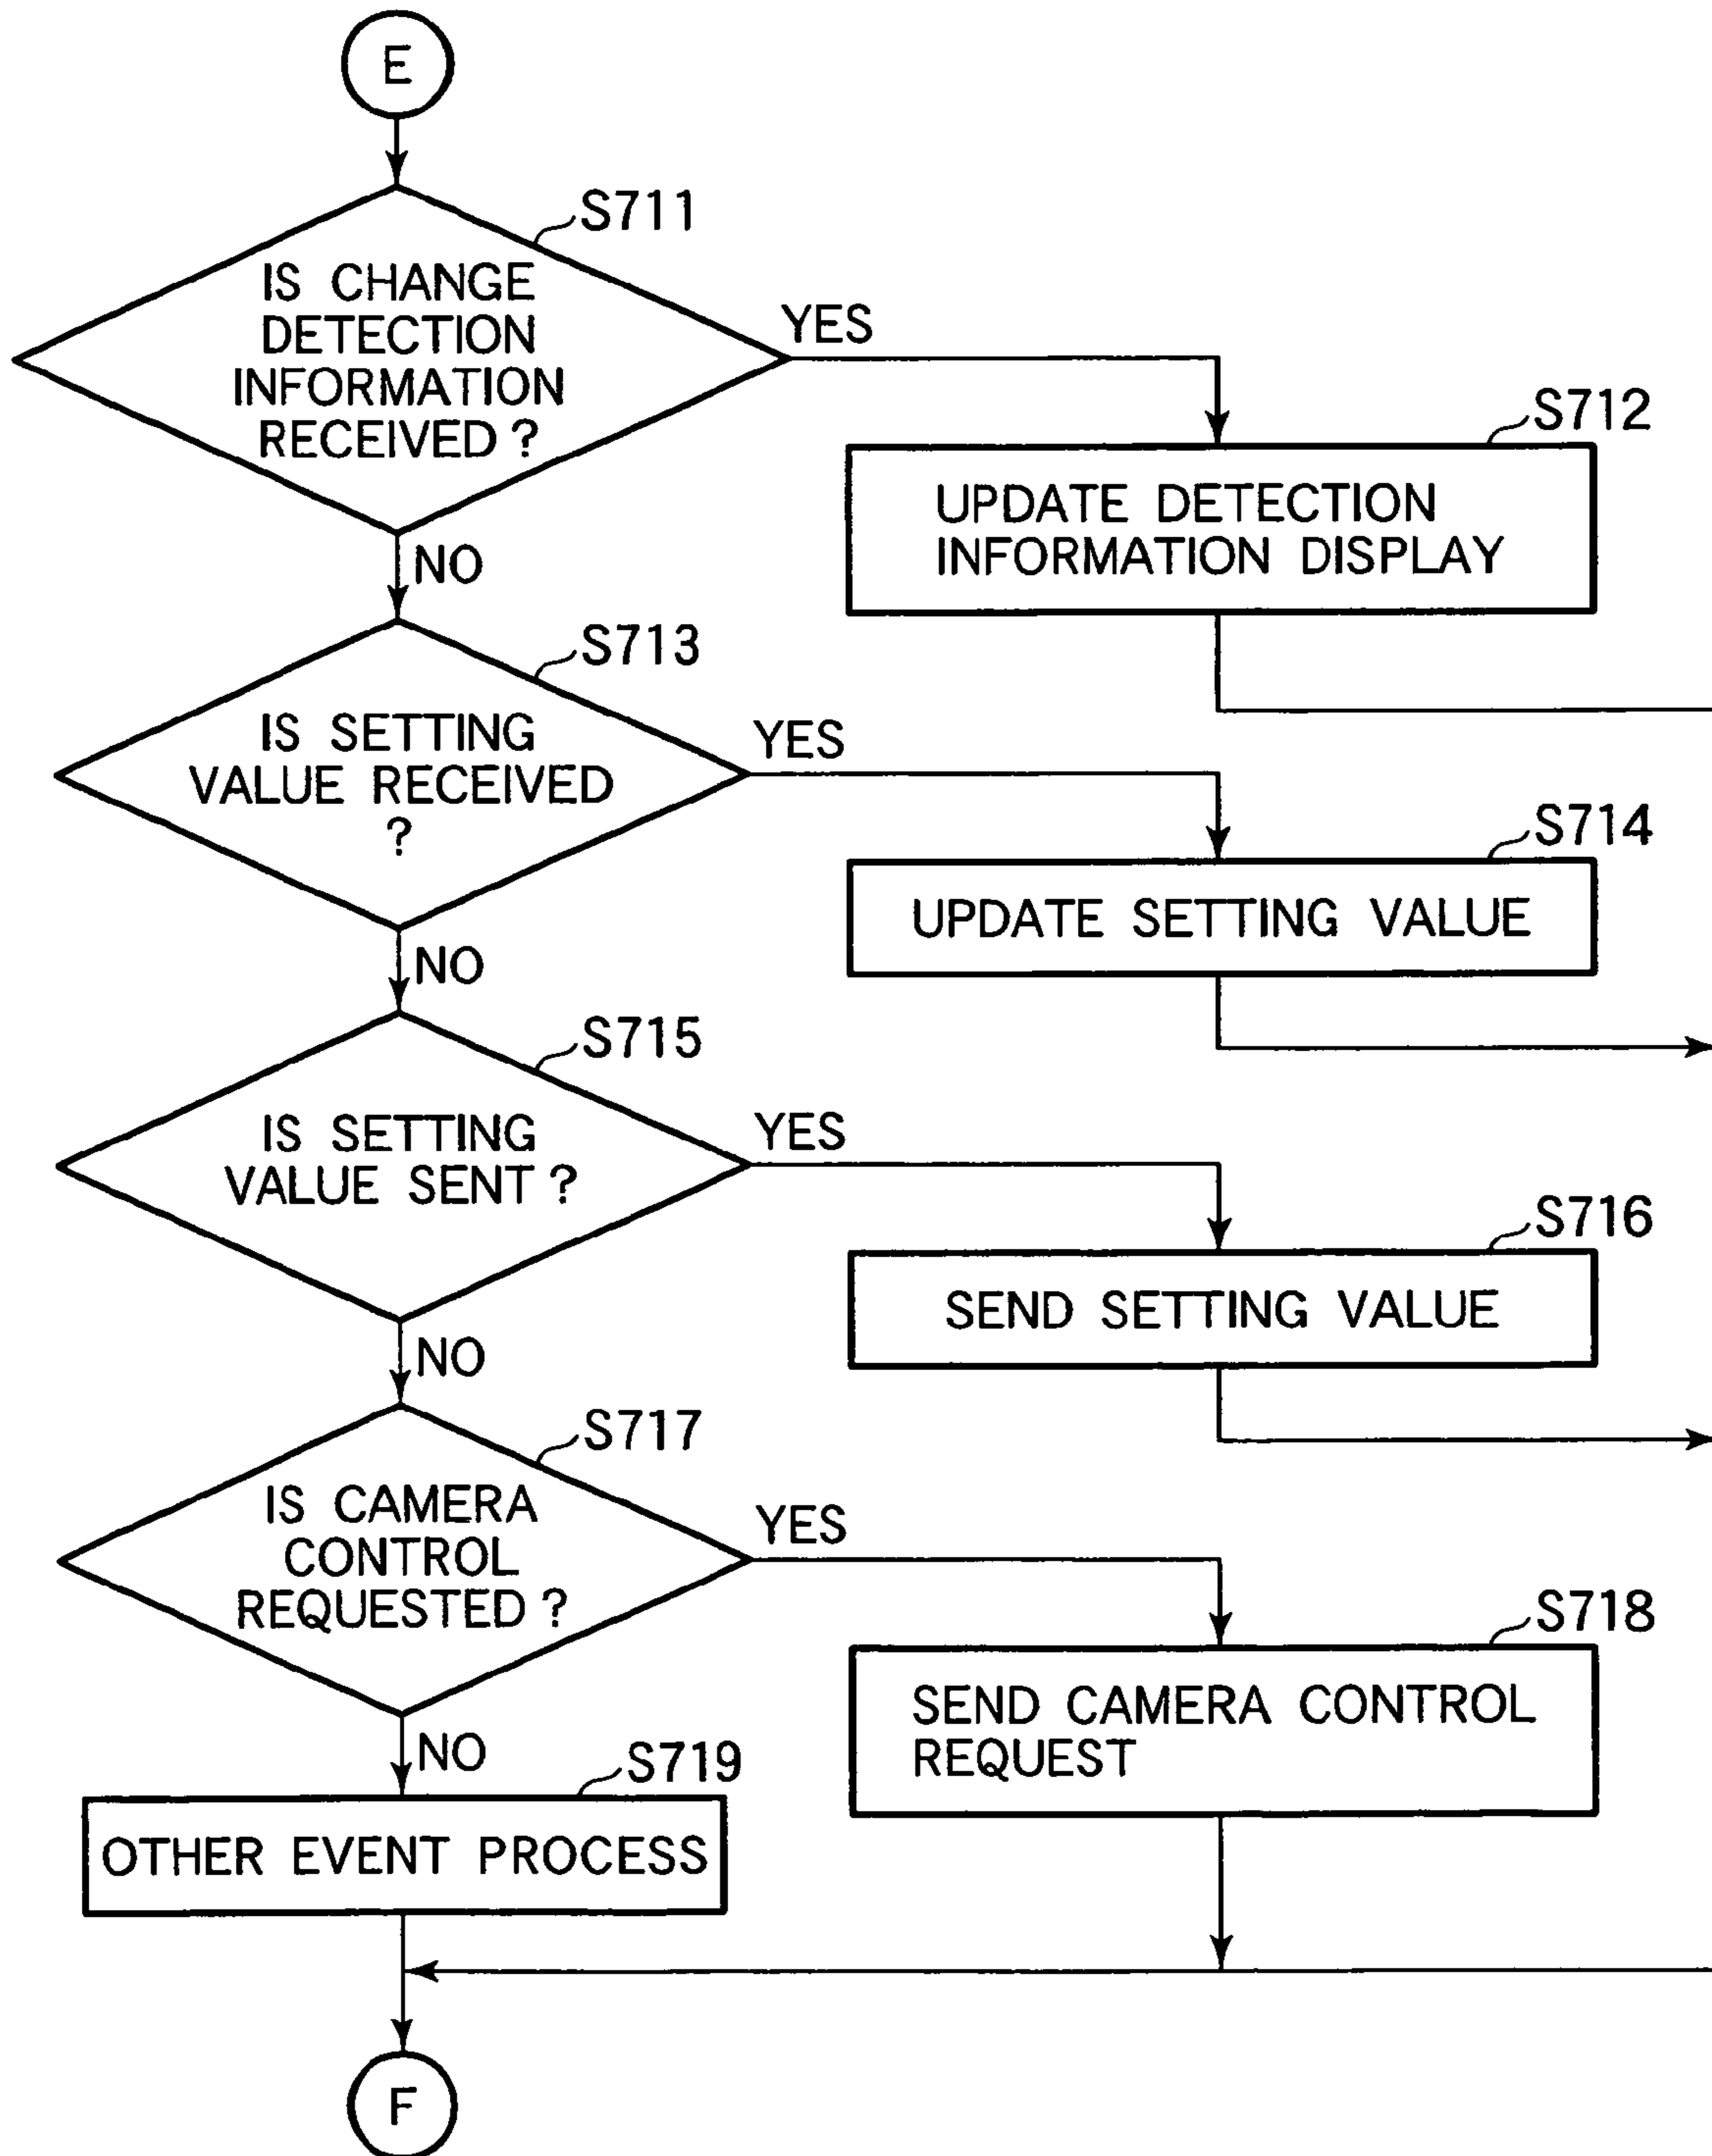 E
S711
IS CHANGE
DETECTION
INFORMATION
RECEIVED ?
YES
S712
UPDATE DETECTION
INFORMATION DISPLAY
NO
S713
IS SETTING
VALUE RECEIVED
?
YES
S714
UPDATE SETTING VALUE
NO
S715
IS SETTING
VALUE SENT ?
YES
S716
SEND SETTING VALUE
NO
S717
IS CAMERA
CONTROL
REQUESTED ?
YES
S718
SEND CAMERA CONTROL
REQUEST
NO
S719
OTHER EVENT PROCESS
F